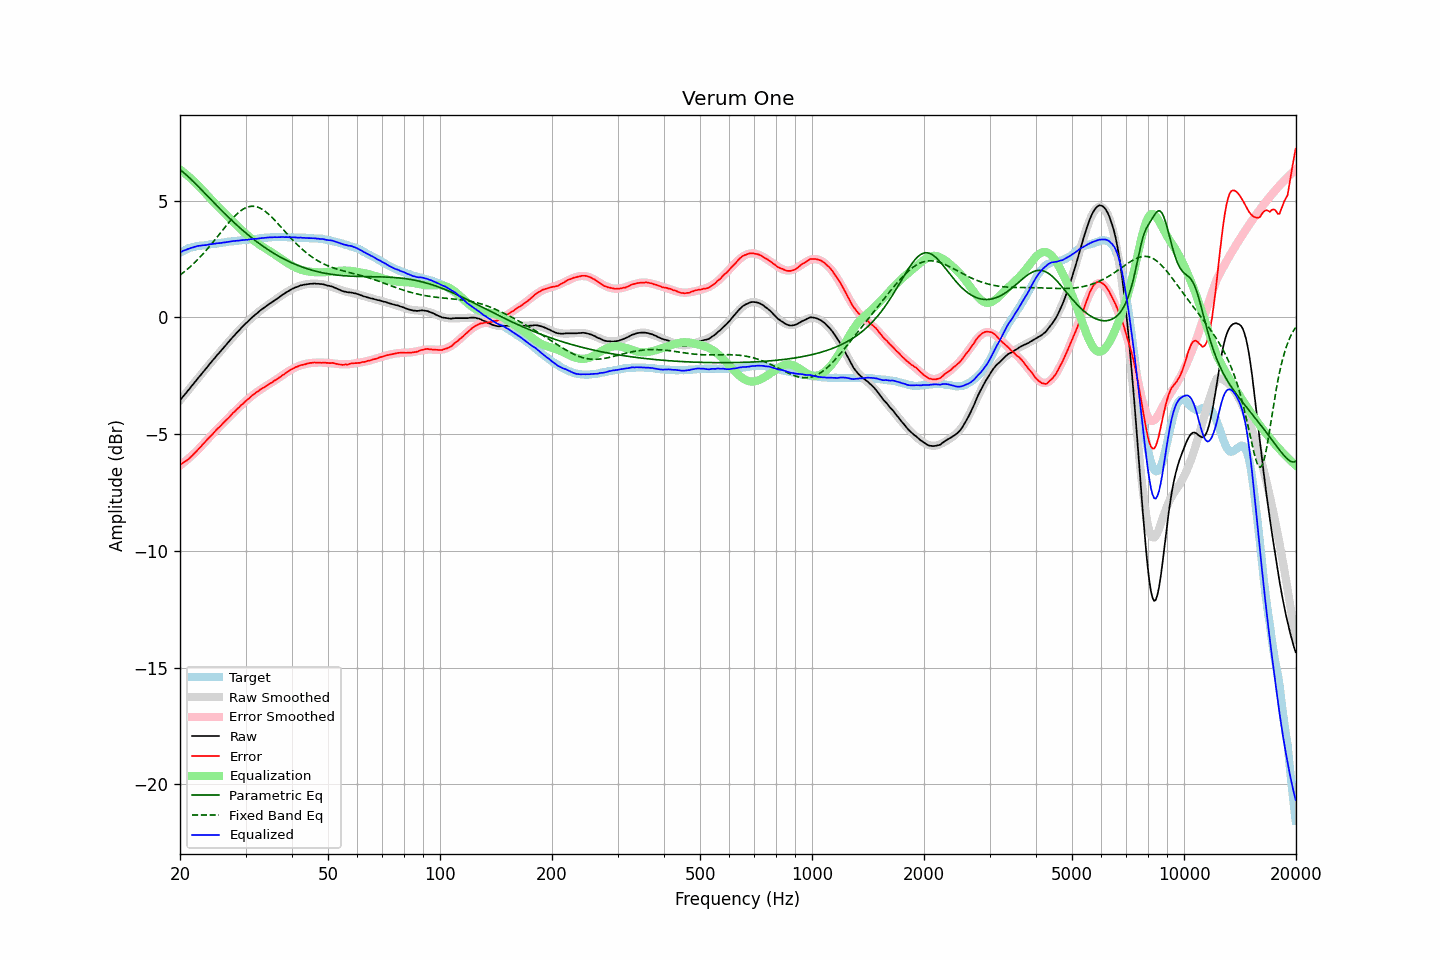 Verum One
Amplitude (dBr)
5
0
−5
−10
−15
−20
Target
Raw Smoothed
Error Smoothed
Raw
Error
Equalization
Parametric Eq
Fixed Band Eq
Equalized
20 50 100 200 500 1000 2000 5000 10000 20000
Frequency (Hz)